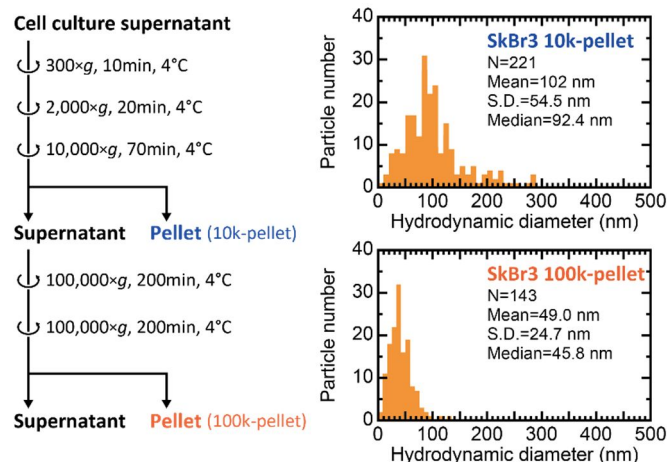 Cell culture supernatant
300×g, 10min, 4°C
2,000×g, 20min, 4°C
10,000×g, 70min, 4°C
Supernatant Pellet (10k-pellet)
100,000×g, 200min, 4°C
100,000×g, 200min, 4°C
Supernatant Pellet (100k-pellet)
40
30
20
10
0
Particle number
SkBr3 10k-pellet
N=221
Mean=102 nm
S.D.=54.5 nm
Median=92.4 nm
0 100 200 300 400 500
Hydrodynamic diameter (nm)
40
30
20
10
0
Particle number
SkBr3 100k-pellet
N=143
Mean=49.0 nm
S.D.=24.7 nm
Median=45.8 nm
0 100 200 300 400 500
Hydrodynamic diameter (nm)